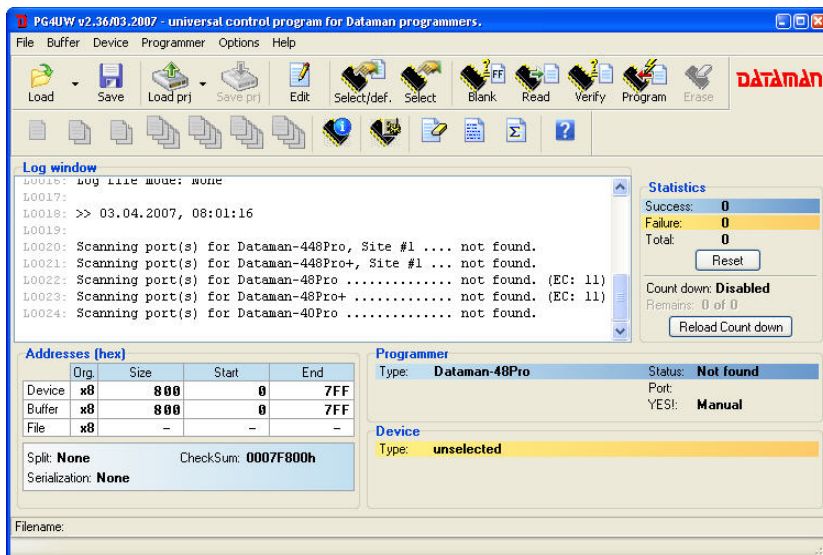 PG4UW v2.36/03.2007 - universal control program for Dataman programmers.
File Buffer Device Programmer Options Help
Load Save Load prj Save prj Edit Select/def. Select Blank Read Verify Program Erase DATAMAN
Log window
L0016: Log file mode: None
L0017:
L0018: >> 03.04.2007, 08:01:16
L0019:
L0020: Scanning port(s) for Dataman-448Pro, Site #1 .... not found.
L0021: Scanning port(s) for Dataman-448Pro+, Site #1 ... not found.
L0022: Scanning port(s) for Dataman-48Pro .............. not found. (EC: 11)
L0023: Scanning port(s) for Dataman-48Pro+ ............. not found. (EC: 11)
L0024: Scanning port(s) for Dataman-40Pro .............. not found.
Statistics
Success: 0
Failure: 0
Total: 0
Reset
Count down: Disabled
Remains: 0 of 0
Reload Count down
Addresses (hex)
Org. Size Start End
Device x8 800 0 7FF
Buffer x8 800 0 7FF
File x8 - - -
Split: None CheckSum: 0007F800h
Serialization: None
Programmer
Type: Dataman-48Pro Status: Not found
Port:
YES!: Manual
Device
Type: unselected
Filename: